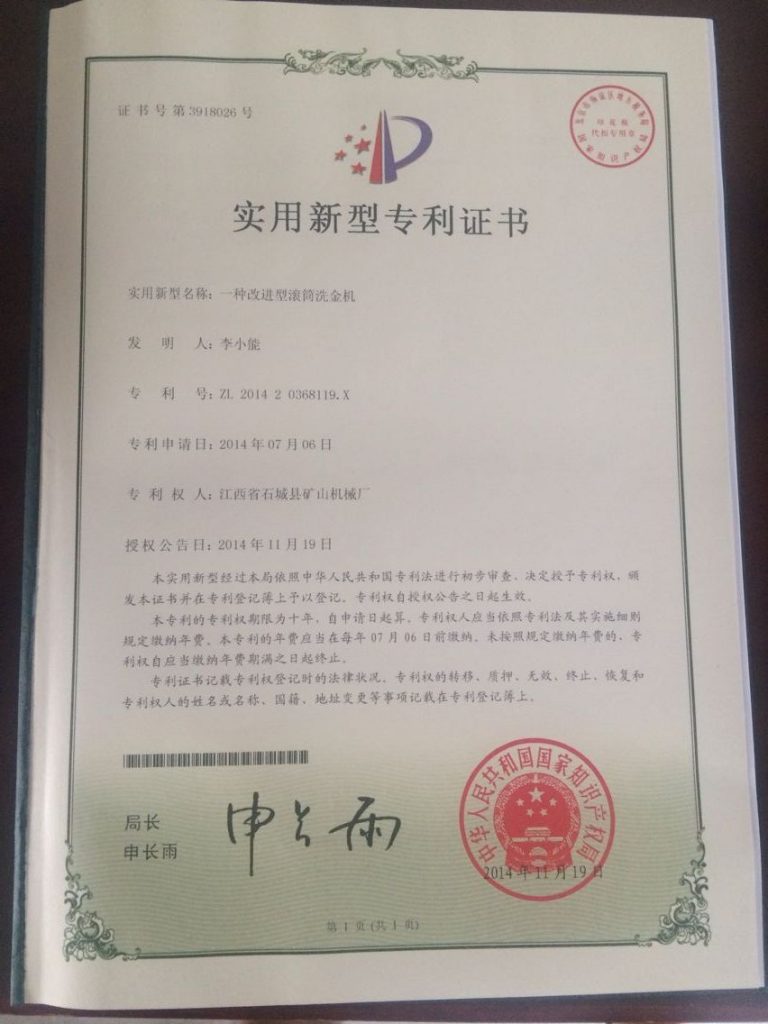 证书号第3918026号
印花税
代扣专用章
国家知识产权局
实用新型专利证书
实用新型名称：一种改进型滚筒洗金机
发明人：李小能
专利号：ZL 2014 2 0368119.X
专利申请日：2014年07月06日
专利权人：江西省石城县矿山机械厂
授权公告日：2014年11月19日
本实用新型经过本局依照中华人民共和国专利法进行初步审查，决定授予专利权，颁
发本证书并在专利登记簿上予以登记。专利权自授权公告之日起生效。
本专利的专利权期限为十年，自申请日起算。专利权人应当依照专利法及其实施细则
规定缴纳年费。本专利的年费应当在每年07月06日前缴纳。未按照规定缴纳年费的，专
利权自应当缴纳年费期满之日起终止。
专利证书记载专利权登记时的法律状况。专利权的转移、质押、无效、终止、恢复和
专利权人的姓名或名称、国籍、地址变更等事项记载在专利登记簿上。
局长
申长雨
申长雨
中华人民共和国国家知识产权局
2014年11月19日
第1页(共1页)